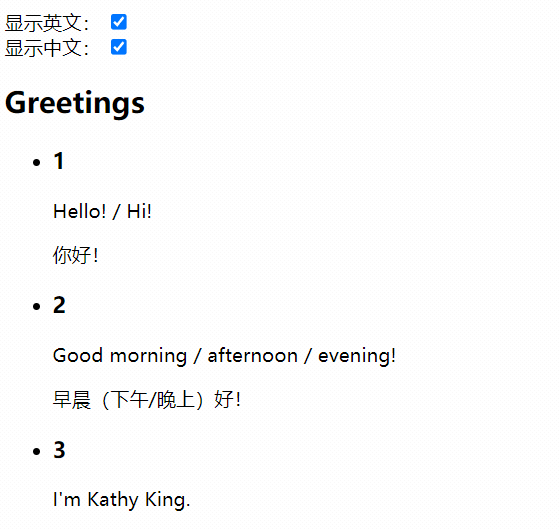 显示英文：
显示中文：
Greetings
1
Hello! / Hi!
你好！
2
Good morning / afternoon / evening!
早晨（下午/晚上）好！
3
I'm Kathy King.